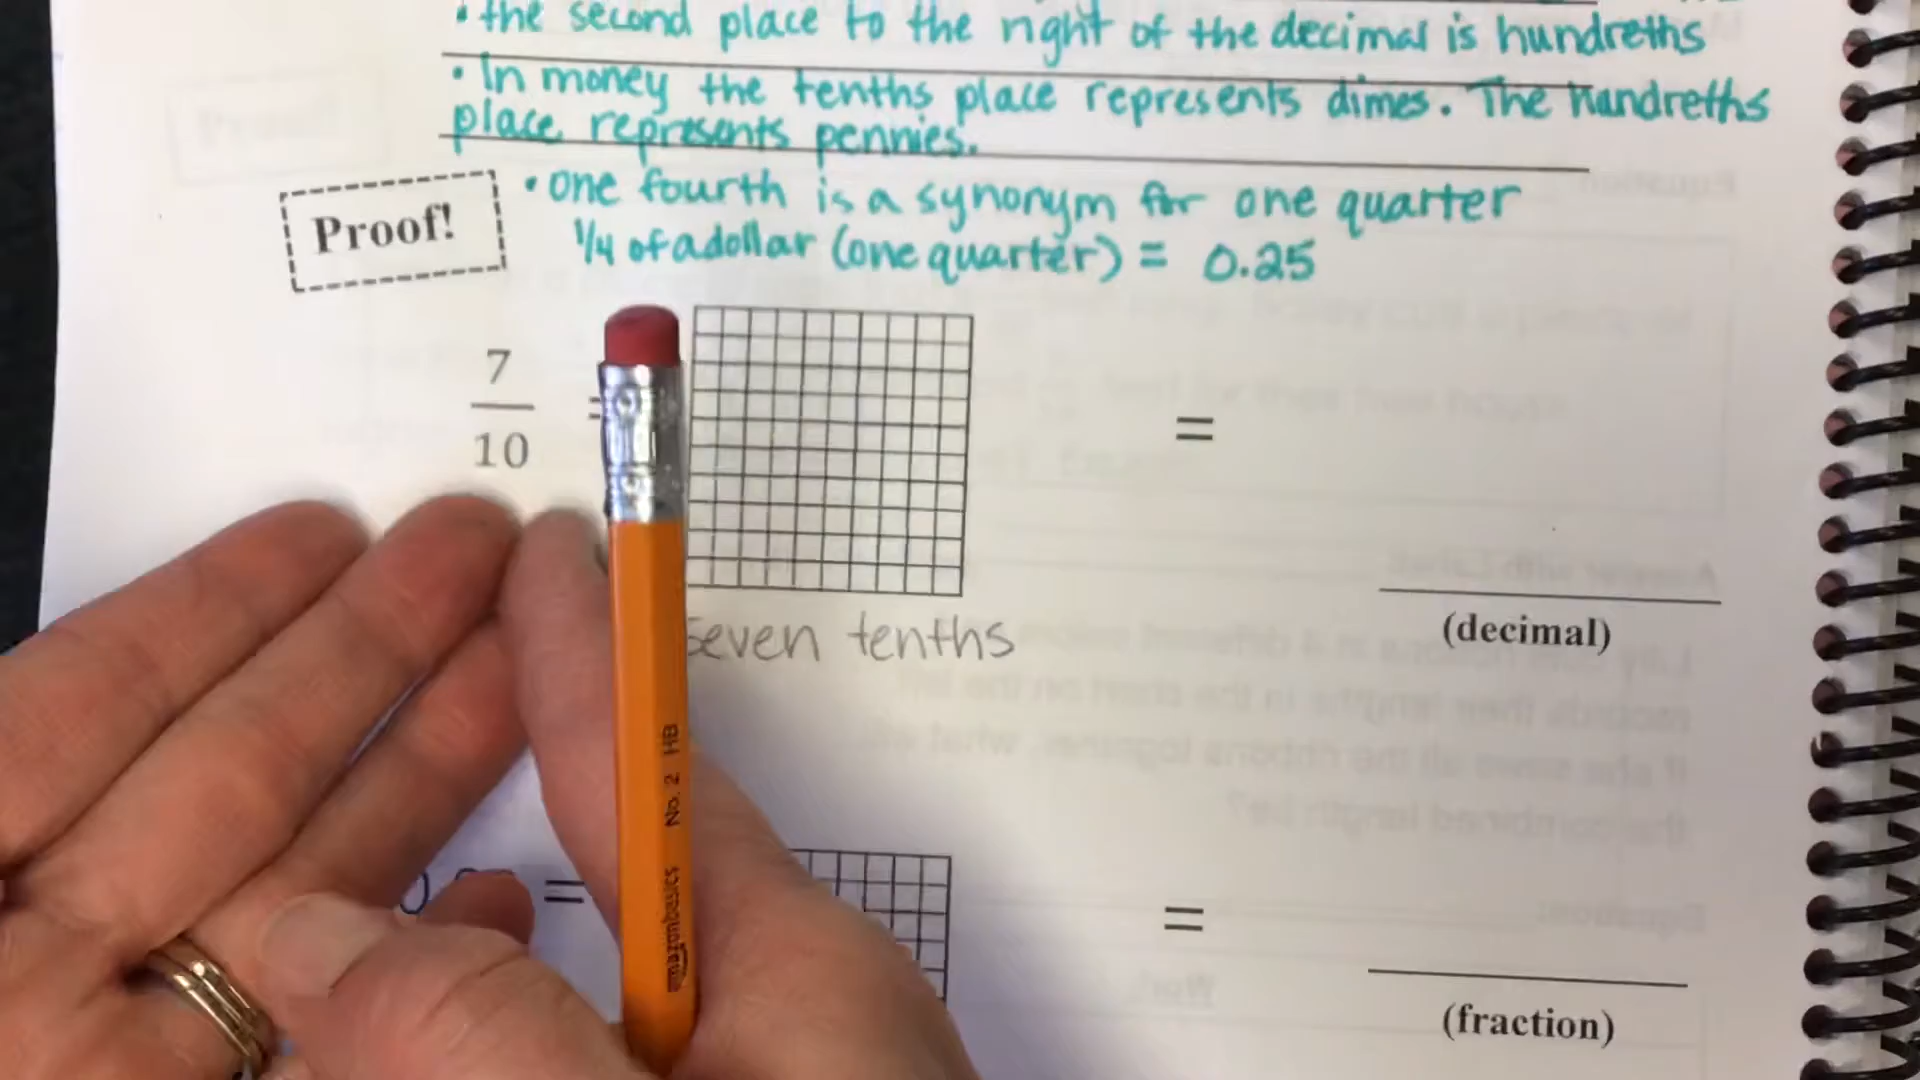 • the second place to the right of the decimal is hundreths
• In money the tenths place represents dimes. The hundreths
place represents pennies.
Proof!
• one fourth is a synonym for one quarter
1/4 of a dollar (one quarter) = 0.25
7
10
=
=
seven tenths
(decimal)
No. 2 HB
amazonbasics
=
=
(fraction)